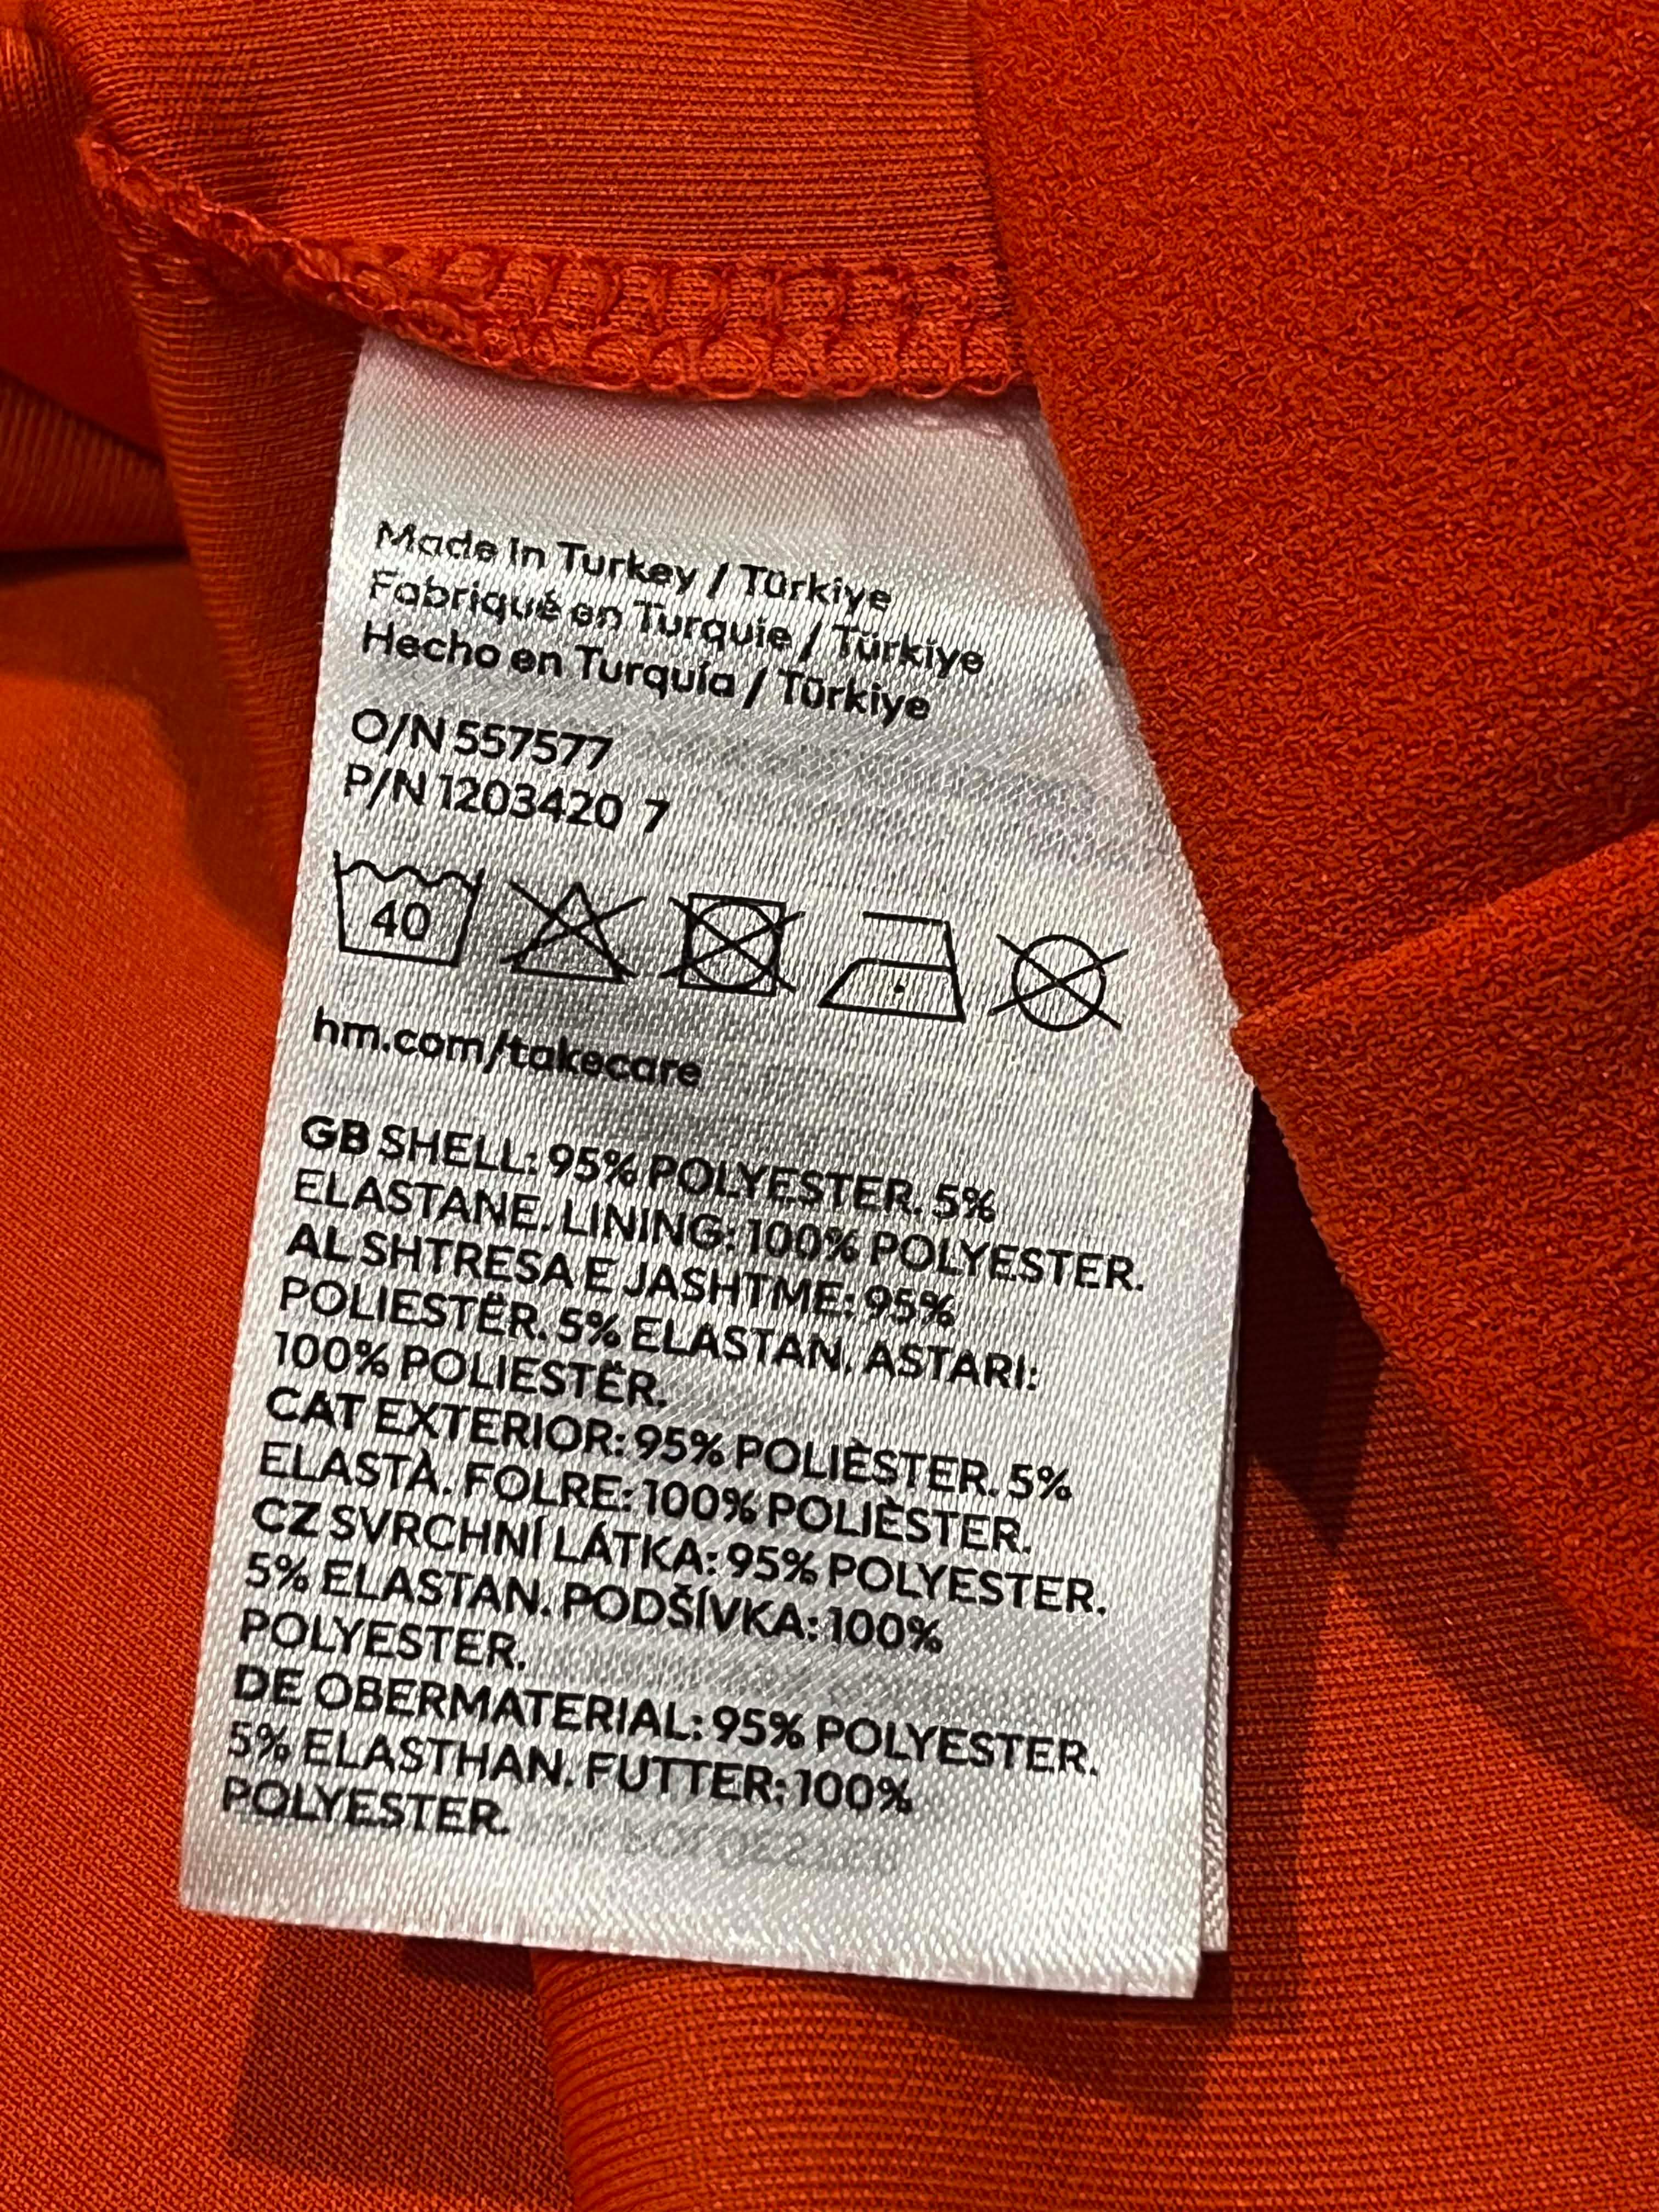 Made in Turkey / Türkiye
Fabriqué en Turquie / Türkiye
Hecho en Turquía / Türkiye
O/N 557577
P/N 1203420 7
40
hm.com/takecare
GB SHELL: 95% POLYESTER. 5%
ELASTANE. LINING: 100% POLYESTER.
AL SHTRESA E JASHTME: 95%
POLIESTËR. 5% ELASTAN. ASTARI:
100% POLIESTËR.
CAT EXTERIOR: 95% POLIÈSTER. 5%
ELASTÀ. FOLRE: 100% POLIÈSTER.
CZ SVRCHNÍ LÁTKA: 95% POLYESTER.
5% ELASTAN. PODŠÍVKA: 100%
POLYESTER.
DE OBERMATERIAL: 95% POLYESTER.
5% ELASTHAN. FUTTER: 100%
POLYESTER.